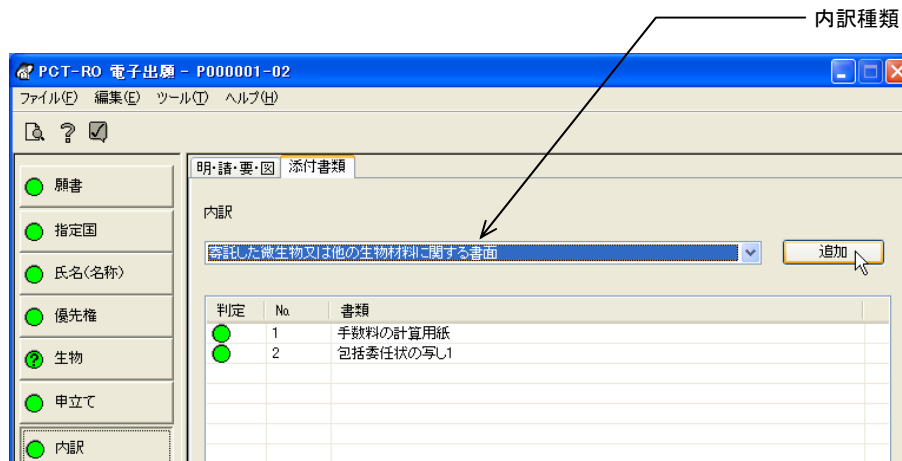 内訳種類
PCT-RO 電子出願 - P000001-02
ファイル(F) 編集(E) ツール(T) ヘルプ(H)
願書
指定国
氏名(名称)
優先権
生物
申立て
内訳
明・請・要・図 添付書類
内訳
寄託した微生物又は他の生物材料に関する書面
追加
判定 No. 書類
1 手数料の計算用紙
2 包括委任状の写し1